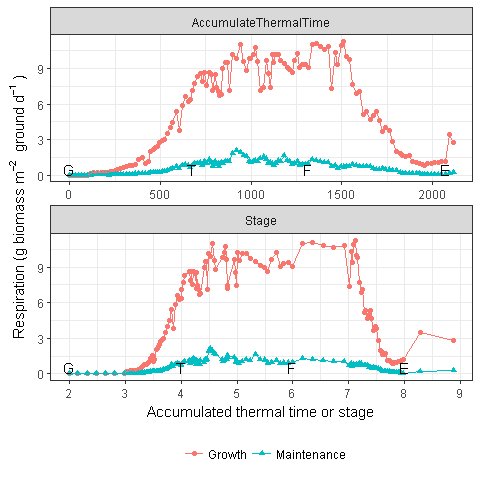 AccumulateThermalTime
9
6
3
0
G T F E
0 500 1000 1500 2000
Stage
9
6
3
0
G T F E
2 3 4 5 6 7 8 9
Respiration (g biomass m⁻² ground d⁻¹)
Accumulated thermal time or stage
Growth Maintenance